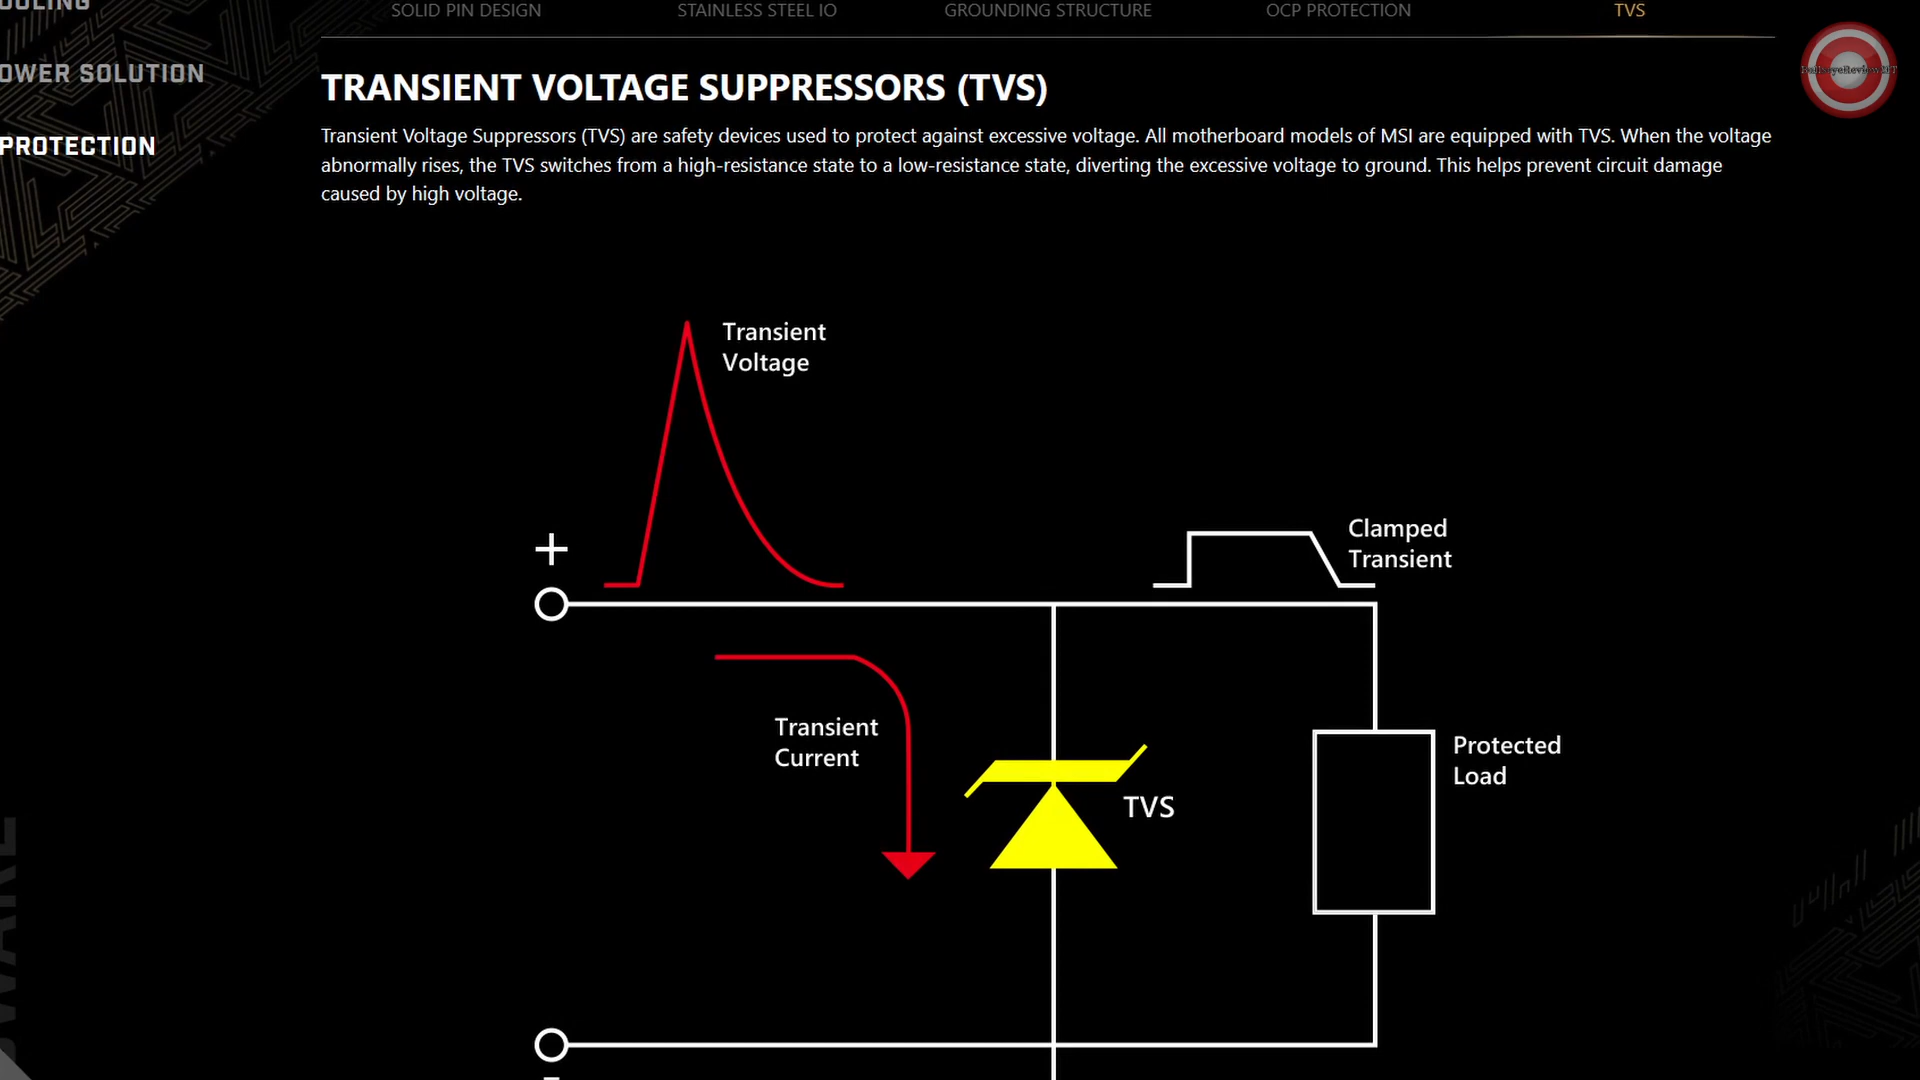 SOLID PIN DESIGN
STAINLESS STEEL IO
GROUNDING STRUCTURE
OCP PROTECTION
TVS
OWER SOLUTION
PROTECTION
TRANSIENT VOLTAGE SUPPRESSORS (TVS)
Transient Voltage Suppressors (TVS) are safety devices used to protect against excessive voltage. All motherboard models of MSI are equipped with TVS. When the voltage
abnormally rises, the TVS switches from a high-resistance state to a low-resistance state, diverting the excessive voltage to ground. This helps prevent circuit damage
caused by high voltage.
Transient
Voltage
+
Clamped
Transient
Transient
Current
TVS
Protected
Load